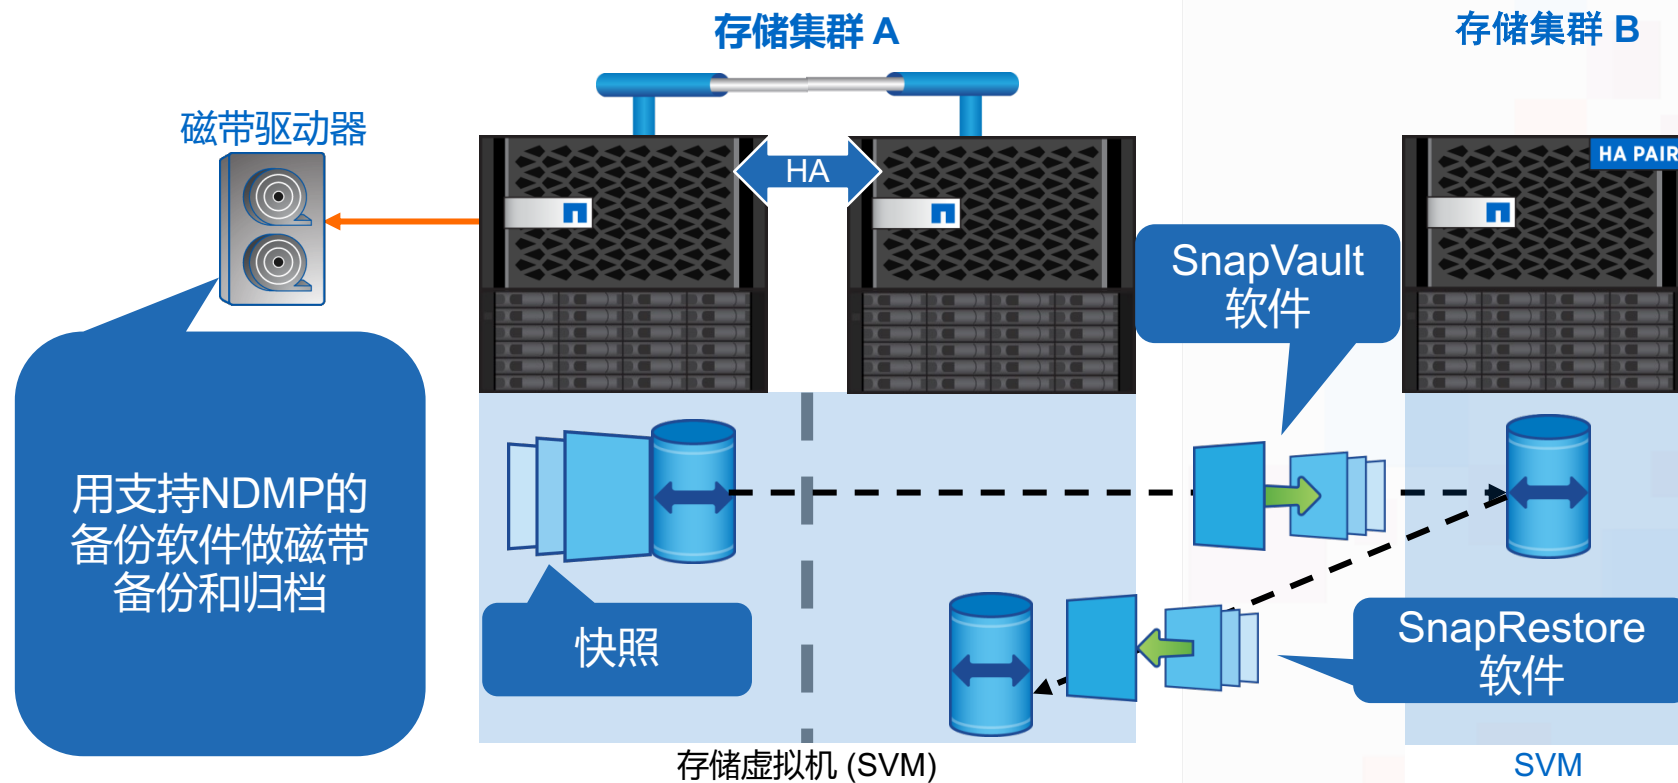 存储集群 A
存储集群 B
磁带驱动器
HA
HA PAIR
SnapVault
软件
用支持NDMP的
备份软件做磁带
备份和归档
快照
SnapRestore
软件
存储虚拟机 (SVM)
SVM